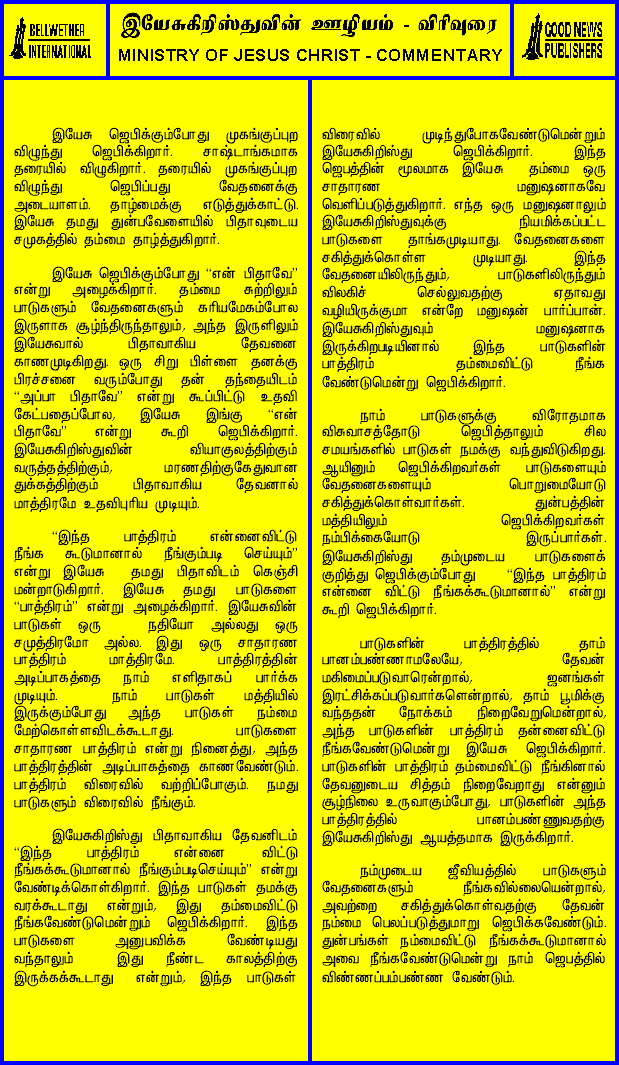 BELLWETHER
INTERNATIONAL
இயேசுகிறிஸ்துவின் ஊழியம் - விரிவுரை
MINISTRY OF JESUS CHRIST - COMMENTARY
GOOD NEWS
PUBLISHERS
இயேசு ஜெபிக்கும்போது முகங்குப்புற
விழுந்து ஜெபிக்கிறார். சாஷ்டாங்கமாக
தரையில் விழுகிறார். தரையில் முகங்குப்புற
விழுந்து ஜெபிப்பது வேதனைக்கு
அடையாளம். தாழ்மைக்கு எடுத்துக்காட்டு.
இயேசு தமது துன்பவேளையில் பிதாவுடைய
சமுகத்தில் தம்மை தாழ்த்துகிறார்.
இயேசு ஜெபிக்கும்போது “என் பிதாவே”
என்று அழைக்கிறார். தம்மை சுற்றிலும்
பாடுகளும் வேதனைகளும் கரியமேகம்போல
இருளாக சூழ்ந்திருந்தாலும், அந்த இருளிலும்
இயேசுவால் பிதாவாகிய தேவனை
காணமுடிகிறது. ஒரு சிறு பிள்ளை தனக்கு
பிரச்சனை வரும்போது தன் தந்தையிடம்
“அப்பா பிதாவே” என்று கூப்பிட்டு உதவி
கேட்பதைப்போல, இயேசு இங்கு “என்
பிதாவே” என்று கூறி ஜெபிக்கிறார்.
இயேசுகிறிஸ்துவின் வியாகுலத்திற்கும்
வருத்தத்திற்கும், மரணதிற்குகேதுவான
துக்கத்திற்கும் பிதாவாகிய தேவனால்
மாத்திரமே உதவிபுரிய முடியும்.
“இந்த பாத்திரம் என்னைவிட்டு
நீங்க கூடுமானால் நீங்கும்படி செய்யும்”
என்று இயேசு தமது பிதாவிடம் கெஞ்சி
மன்றாடுகிறார். இயேசு தமது பாடுகளை
“பாத்திரம்” என்று அழைக்கிறார். இயேசுவின்
பாடுகள் ஒரு நதியோ அல்லது ஒரு
சமுத்திரமோ அல்ல. இது ஒரு சாதாரண
பாத்திரம் மாத்திரமே. பாத்திரத்தின்
அடிப்பாகத்தை நாம் எளிதாகப் பார்க்க
முடியும். நாம் பாடுகள் மத்தியில்
இருக்கும்போது அந்த பாடுகள் நம்மை
மேற்கொள்ளவிடக்கூடாது. பாடுகளை
சாதாரண பாத்திரம் என்று நினைத்து, அந்த
பாத்திரத்தின் அடிப்பாகத்தை காணவேண்டும்.
பாத்திரம் விரைவில் வற்றிப்போகும். நமது
பாடுகளும் விரைவில் நீங்கும்.
இயேசுகிறிஸ்து பிதாவாகிய தேவனிடம்
“இந்த பாத்திரம் என்னை விட்டு
நீங்கக்கூடுமானால் நீங்கும்படிசெய்யும்” என்று
வேண்டிக்கொள்கிறார். இந்த பாடுகள் தமக்கு
வரக்கூடாது என்றும், இது தம்மைவிட்டு
நீங்கவேண்டுமென்றும் ஜெபிக்கிறார். இந்த
பாடுகளை அனுபவிக்க வேண்டியது
வந்தாலும் இது நீண்ட காலத்திற்கு
இருக்கக்கூடாது என்றும், இந்த பாடுகள்
விரைவில் முடிந்துபோகவேண்டுமென்றும்
இயேசுகிறிஸ்து ஜெபிக்கிறார். இந்த
ஜெபத்தின் மூலமாக இயேசு தம்மை ஒரு
சாதாரண மனுஷனாகவே
வெளிப்படுத்துகிறார். எந்த ஒரு மனுஷனாலும்
இயேசுகிறிஸ்துவுக்கு நியமிக்கப்பட்ட
பாடுகளை தாங்கமுடியாது. வேதனைகளை
சகித்துக்கொள்ள முடியாது. இந்த
வேதனையிலிருந்தும், பாடுகளிலிருந்தும்
விலகிச் செல்லுவதற்கு ஏதாவது
வழியிருக்குமா என்றே மனுஷன் பார்ப்பான்.
இயேசுகிறிஸ்துவும் மனுஷனாக
இருக்கிறபடியினால் இந்த பாடுகளின்
பாத்திரம் தம்மைவிட்டு நீங்க
வேண்டுமென்று ஜெபிக்கிறார்.
நாம் பாடுகளுக்கு விரோதமாக
விசுவாசத்தோடு ஜெபித்தாலும் சில
சமயங்களில் பாடுகள் நமக்கு வந்துவிடுகிறது.
ஆயினும் ஜெபிக்கிறவர்கள் பாடுகளையும்
வேதனைகளையும் பொறுமையோடு
சகித்துக்கொள்வார்கள். துன்பத்தின்
மத்தியிலும் ஜெபிக்கிறவர்கள்
நம்பிக்கையோடு இருப்பார்கள்.
இயேசுகிறிஸ்து தம்முடைய பாடுகளைக்
குறித்து ஜெபிக்கும்போது “இந்த பாத்திரம்
என்னை விட்டு நீங்கக்கூடுமானால்” என்று
கூறி ஜெபிக்கிறார்.
பாடுகளின் பாத்திரத்தில் தாம்
பானம்பண்ணாமலேயே, தேவன்
மகிமைப்படுவாரென்றால், ஜனங்கள்
இரட்சிக்கப்படுவார்களென்றால், தாம் பூமிக்கு
வந்ததன் நோக்கம் நிறைவேறுமென்றால்,
அந்த பாடுகளின் பாத்திரம் தன்னைவிட்டு
நீங்கவேண்டுமென்று இயேசு ஜெபிக்கிறார்.
பாடுகளின் பாத்திரம் தம்மைவிட்டு நீங்கினால்
தேவனுடைய சித்தம் நிறைவேறாது என்னும்
சூழ்நிலை உருவாகும்போது, பாடுகளின் அந்த
பாத்திரத்தில் பானம்பண்ணுவதற்கு
இயேசுகிறிஸ்து ஆயத்தமாக இருக்கிறார்.
நம்முடைய ஜீவியத்தில் பாடுகளும்
வேதனைகளும் நீங்கவில்லையென்றால்,
அவற்றை சகித்துக்கொள்வதற்கு தேவன்
நம்மை பெலப்படுத்துமாறு ஜெபிக்கவேண்டும்.
துன்பங்கள் நம்மைவிட்டு நீங்கக்கூடுமானால்
அவை நீங்கவேண்டுமென்று நாம் ஜெபத்தில்
விண்ணப்பம்பண்ண வேண்டும்.